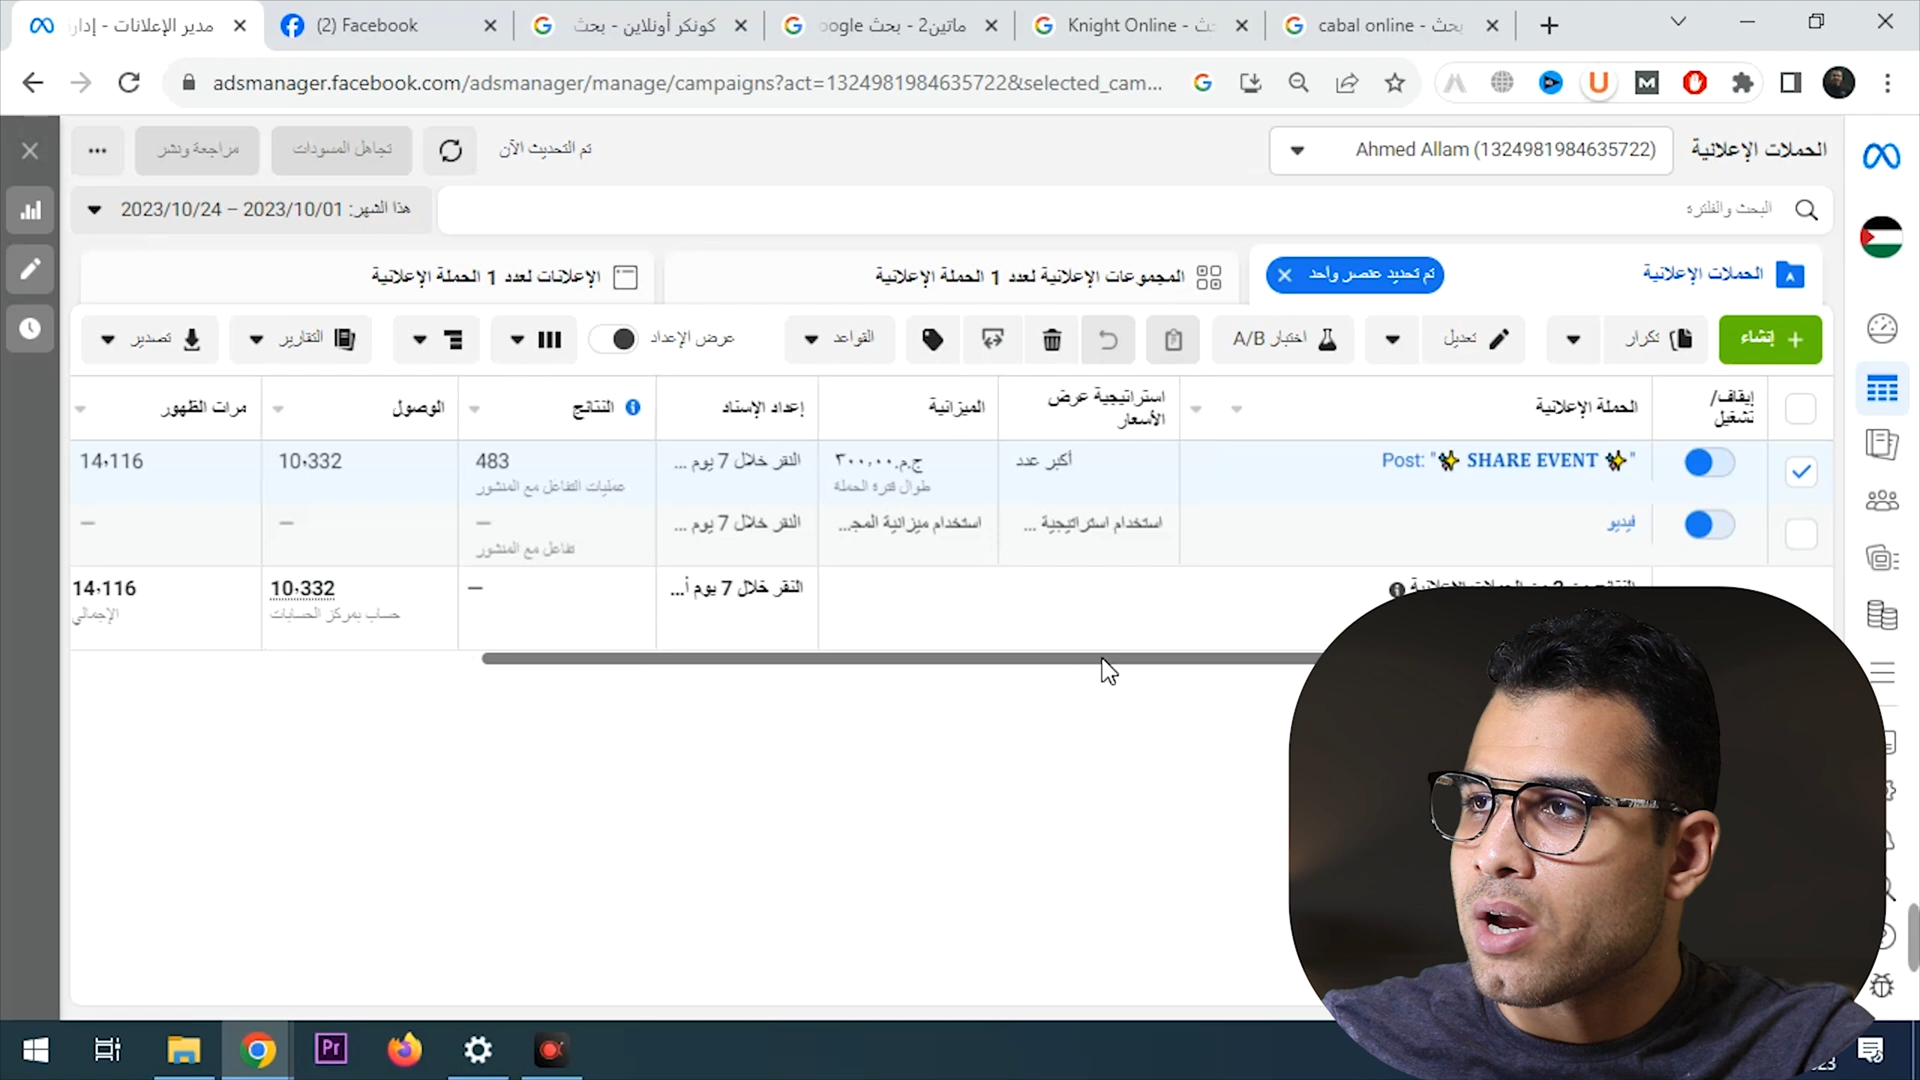 مدير الإعلانات - إدار
(2) Facebook
كونكر أونلاين - بحث
ماتين2 - بحث oogle
Knight Online - حث
cabal online - بحث
adsmanager.facebook.com/adsmanager/manage/campaigns?act=1324981984635722&selected_cam...
الحملات الإعلانية
Ahmed Allam (1324981984635722)
تم التحديث الآن
تجاهل المسودات
مراجعة ونشر
البحث والفلترة
هذا الشهر: 2023/10/01 – 2023/10/24
الحملات الإعلانية
تم تحديد عنصر واحد
المجموعات الإعلانية لعدد 1 الحملة الإعلانية
الإعلانات لعدد 1 الحملة الإعلانية
إنشاء
تكرار
تعديل
اختبار A/B
القواعد
عرض الإعداد
التقارير
تصدير
إيقاف/تشغيل
الحملة الإعلانية
استراتيجية عرض الأسعار
الميزانية
إعداد الإسناد
النتائج
الوصول
مرات الظهور
Post: "✨ SHARE EVENT ✨"
أكبر عدد
ج.م.٣٠٠,٠٠
طوال فترة الحملة
النقر خلال 7 يوم ...
483
عمليات التفاعل مع المنشور
10,332
14,116
فيديو
استخدام استراتيجية ...
استخدام ميزانية المجـ...
النقر خلال 7 يوم ...
—
تفاعل مع المنشور
—
—
النقر خلال 7 يوم أ...
—
10,332
حساب بمركز الحسابات
14,116
الإجمالي
Pr